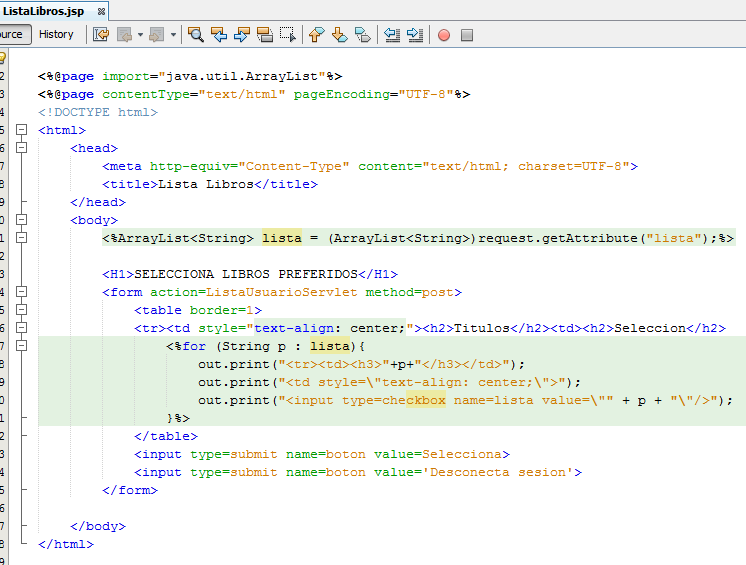 ListaLibros.jsp
ource History
<%@page import="java.util.ArrayList"%>
<%@page contentType="text/html" pageEncoding="UTF-8"%>
<!DOCTYPE html>
<html>
<head>
<meta http-equiv="Content-Type" content="text/html; charset=UTF-8">
<title>Lista Libros</title>
</head>
<body>
<%ArrayList<String> lista = (ArrayList<String>)request.getAttribute("lista");%>
<H1>SELECCIONA LIBROS PREFERIDOS</H1>
<form action=ListaUsuarioServlet method=post>
<table border=1>
<tr><td style="text-align: center;"><h2>Titulos</h2><td><h2>Seleccion</h2>
<%for (String p : lista){
out.print("<tr><td><h3>"+p+"</h3></td>");
out.print("<td style=\"text-align: center;\">");
out.print("<input type=checkbox name=lista value=\"" + p + "\"/>");
}%>
</table>
<input type=submit name=boton value=Selecciona>
<input type=submit name=boton value='Desconecta sesion'>
</form>
</body>
</html>